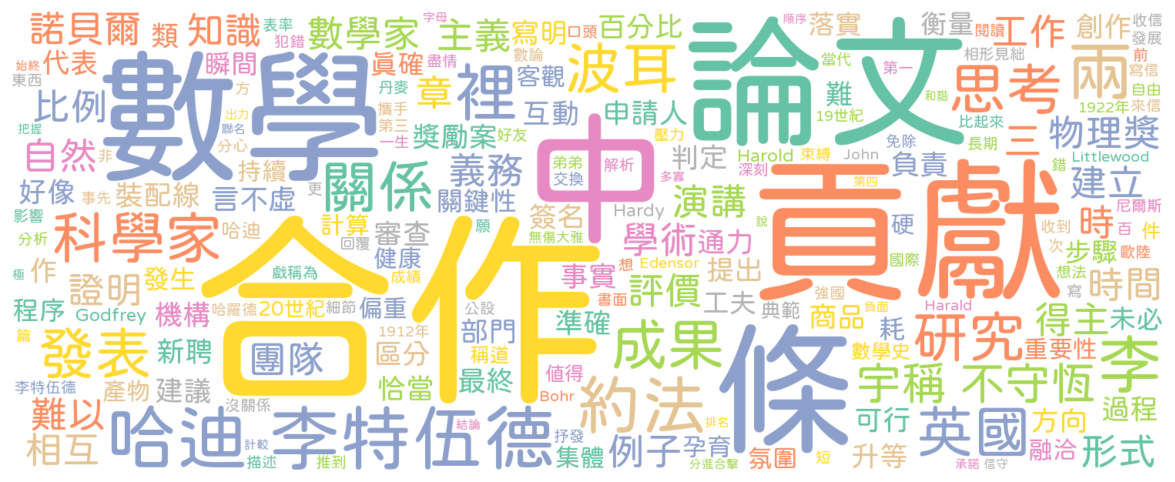 諾貝爾 類 知識 表率 犯錯 字母 口頭 順序
始終 代表 瞬間 數學家 主義 寫明 百分比 落實 衡量 工作 創作 收信 發展
東西 方 數論 盡情 眞確 客觀 波耳 當代 第一 相形見絀 閱讀 前 寫信
比例 數學 裡 章 丹麥 互動 申請人 論文 難 19世紀 思考 兩 自由 來信
把握 出力 聯名 攜手 第三 獎勵案 好友 壓力 和諧 比起來 1922年
自然 非 分心 一生 中 判定 Harold 束縛 John 免除 負責 長期 三 物理獎
好像 事先 裝配線 持續 言不虛 關係 更 義務 關鍵性 弟弟 交換 解析 多寡 深刻 第四 錯 Littlewood 建立
影響 分析 科學家 哈迪 計算 審查 簽名 Hardy 演講 貢獻 硬 說 時 收到 百 件 尼爾斯
極 作 證明 發生 戲稱為 回覆 健康 願 成績 無傷大雅 事實 想 Edensor 學術 通力 提出 國際 次 步驟 歐陸
程序 Godfrey 機構 哈羅德 20世紀 細節 偏重 公設 合作 書面 評價 工夫 典範 強國 負面 Harald 寫 想法 時間
篇 發表 新聘 團隊 1912年 區分 部門 稱道 準確 成果 商品 耗 數學史 研究 得主 重要性 未必
李特伍德 產物 建議 沒關係 恰當 最終 值得 Bohr 約法 條 宇稱 不守恆 李 過程
難以 相互 哈迪 計較 描述 推到 李特伍德 結論 抒發 集體 例子 孕育 排名 分進合擊 氛圍 短 可行 升等 英國 承諾 信守 方向 融洽 形式